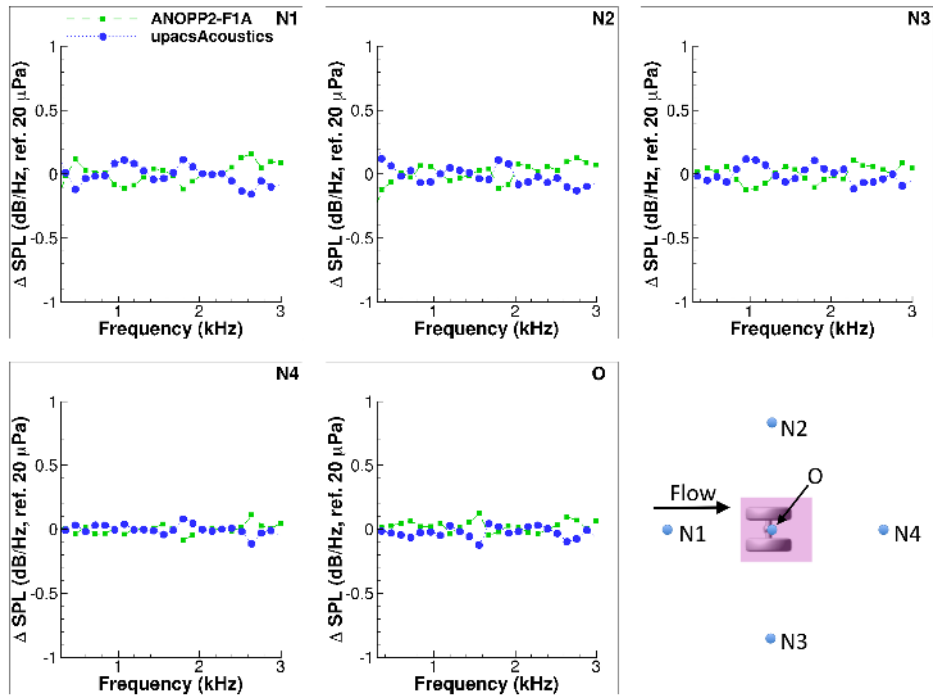 N1
ANOPP2-F1A
upacsAcoustics
Δ SPL (dB/Hz, ref. 20 μPa)
1
0.5
0
-0.5
-1
1
2
3
Frequency (kHz)
N2
Δ SPL (dB/Hz, ref. 20 μPa)
1
0.5
0
-0.5
-1
1
2
3
Frequency (kHz)
N3
Δ SPL (dB/Hz, ref. 20 μPa)
1
0.5
0
-0.5
-1
1
2
3
Frequency (kHz)
N4
Δ SPL (dB/Hz, ref. 20 μPa)
1
0.5
0
-0.5
-1
1
2
3
Frequency (kHz)
O
Δ SPL (dB/Hz, ref. 20 μPa)
1
0.5
0
-0.5
-1
1
2
3
Frequency (kHz)
N2
O
Flow
N1
N4
N3